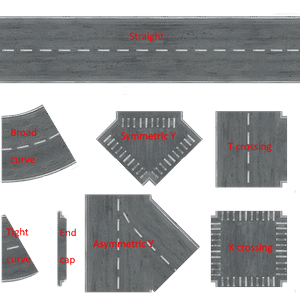 Straight
Broad
curve
Symmetric Y
T-crossing
Tight
curve
End
cap
Asymmetric Y
X-crossing